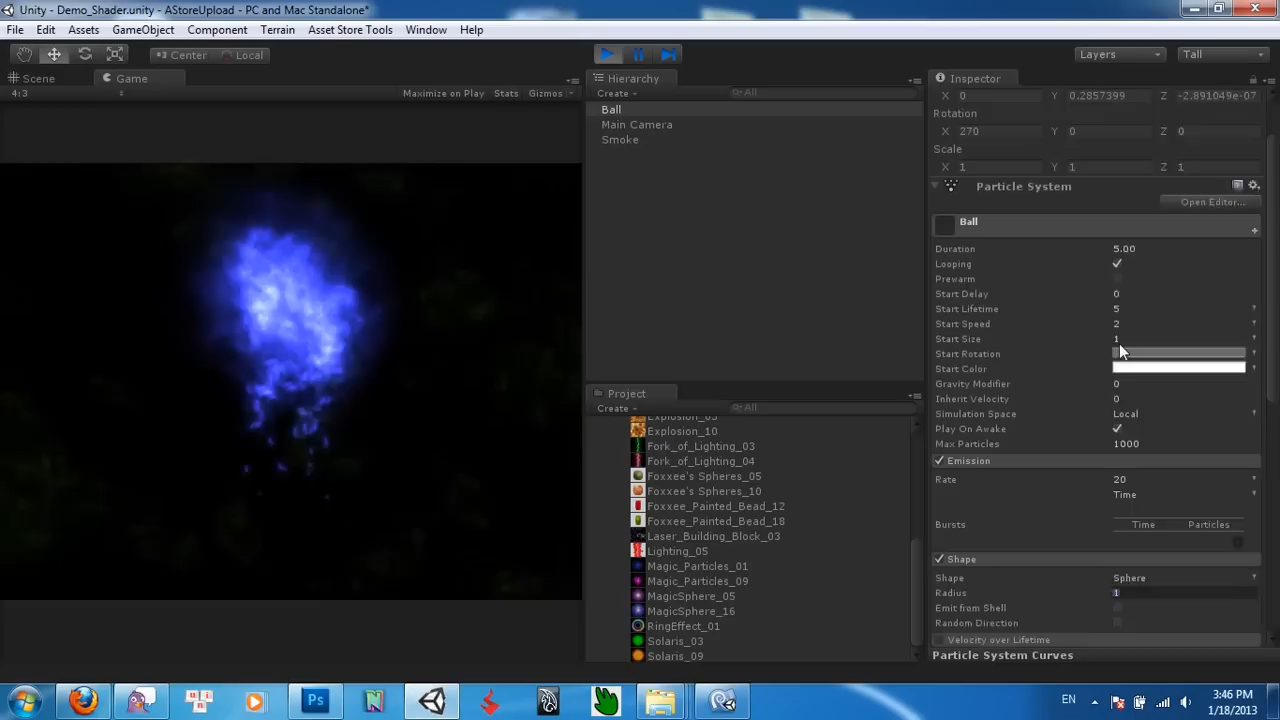 Unity - Demo_Shader.unity - AStoreUpload - PC and Mac Standalone*
File Edit Assets GameObject Component Terrain Asset Store Tools Window Help
Center Local Layers Tall
Scene Game
4:3 Maximize on Play Stats Gizmos
Hierarchy
Create All
Ball
Main Camera
Smoke
Project
Create All
Explosion_03
Explosion_10
Fork_of_Lighting_03
Fork_of_Lighting_04
Foxxee's Spheres_05
Foxxee's Spheres_10
Foxxee_Painted_Bead_12
Foxxee_Painted_Bead_18
Laser_Building_Block_03
Lighting_05
Magic_Particles_01
Magic_Particles_09
MagicSphere_05
MagicSphere_16
RingEffect_01
Solaris_03
Solaris_09
Inspector
X 0 Y 0.2857399 Z -2.891049e-07
Rotation
X 270 Y 0 Z 0
Scale
X 1 Y 1 Z 1
Particle System
Open Editor...
Ball
Duration 5.00
Looping
Prewarm
Start Delay 0
Start Lifetime 5
Start Speed 2
Start Size 1
Start Rotation
Start Color
Gravity Modifier 0
Inherit Velocity 0
Simulation Space Local
Play On Awake
Max Particles 1000
Emission
Rate 20
Time
Bursts Time Particles
Shape
Shape Sphere
Radius 1
Emit from Shell
Random Direction
Velocity over Lifetime
Particle System Curves
Ps N EN 3:46 PM
1/18/2013